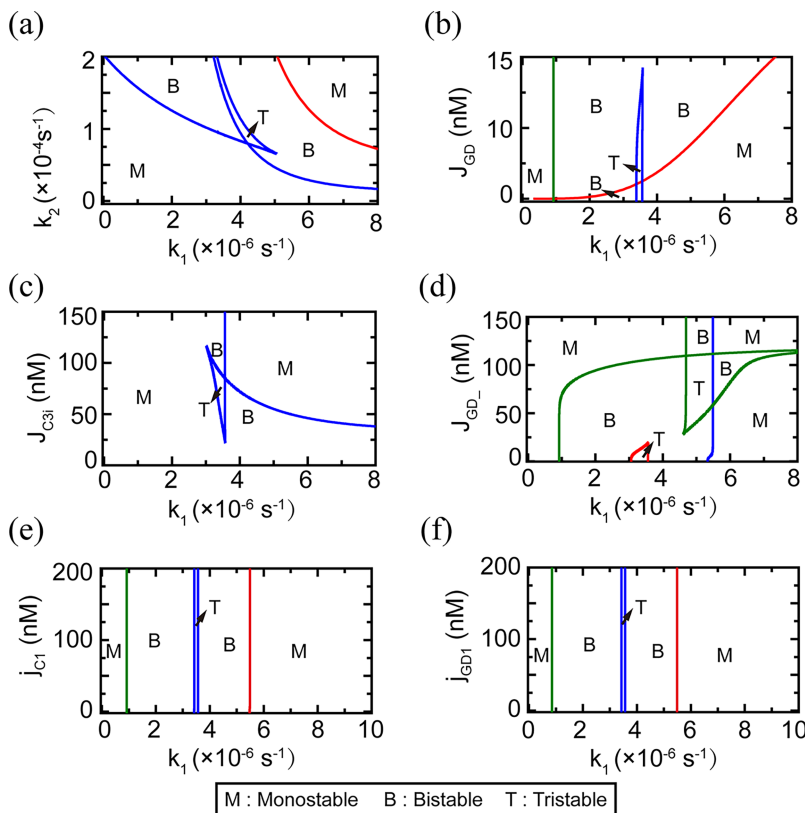 (a)
2
1
0
k2 (×10-4s-1)
B
M
T
B
M
0 2 4 6 8
k1 (×10-6 s-1)
(b)
15
10
5
0
JGD (nM)
B
B
T
M
B
M
0 2 4 6 8
k1 (×10-6 s-1)
(c)
150
100
50
0
JC3i (nM)
B
M
M
T
B
0 2 4 6 8
k1 (×10-6 s-1)
(d)
150
100
50
0
JGD_ (nM)
M
B
M
T
B
B
T
M
0 2 4 6 8
k1 (×10-6 s-1)
(e)
200
100
0
jC1 (nM)
T
M
B
B
M
0 2 4 6 8 10
k1 (×10-6 s-1)
(f)
200
100
0
jGD1 (nM)
T
M
B
B
M
0 2 4 6 8 10
k1 (×10-6 s-1)
M : Monostable B : Bistable T : Tristable